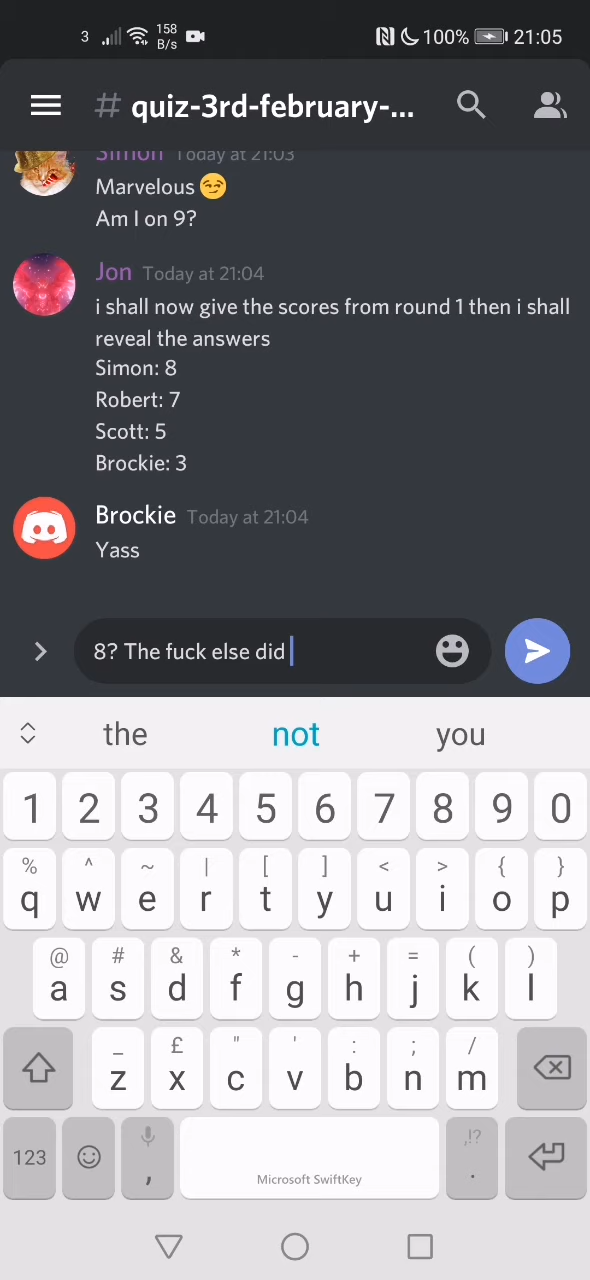 3 158 B/s 100% 21:05
# quiz-3rd-february-...
Simon Today at 21:03
Marvelous 😏
Am I on 9?
Jon Today at 21:04
i shall now give the scores from round 1 then i shall
reveal the answers
Simon: 8
Robert: 7
Scott: 5
Brockie: 3
Brockie Today at 21:04
Yass
8? The fuck else did
the not you
1 2 3 4 5 6 7 8 9 0
% ^ ~ | [ ] < > { }
q w e r t y u i o p
@ # & * - + = ( )
a s d f g h j k l
_ £ " ' : ; /
z x c v b n m
,!?
123 , Microsoft SwiftKey .